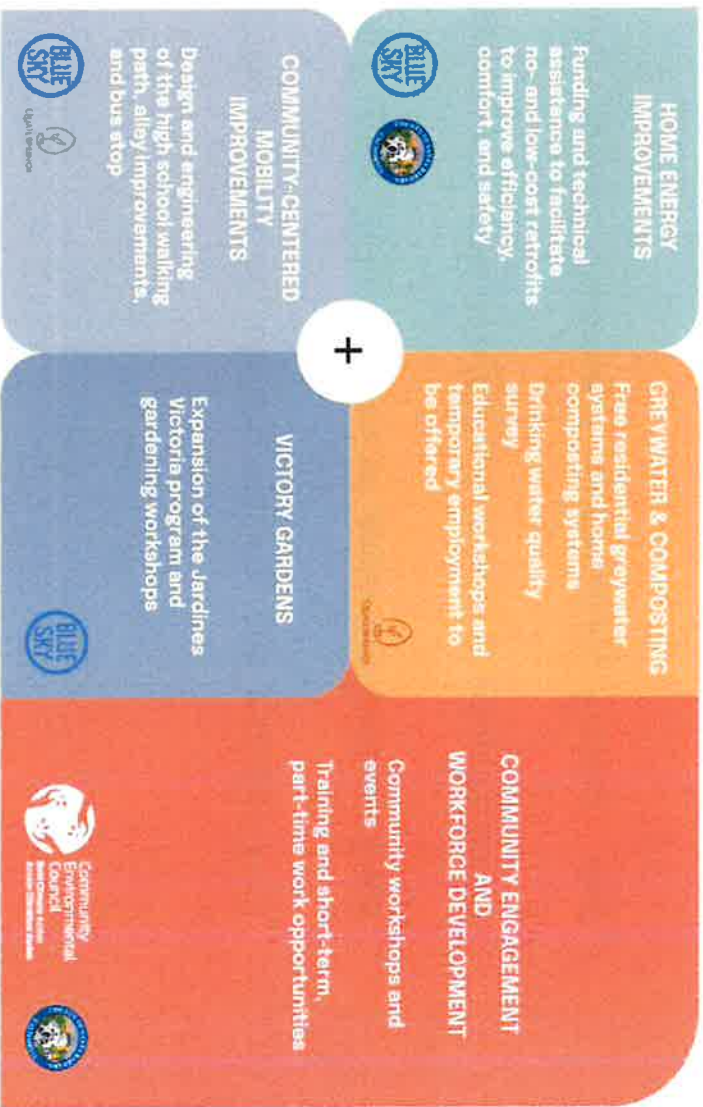 HOME ENERGY
IMPROVEMENTS
Funding and technical
assistance to facilitate
no- and low-cost retrofits
to improve efficiency,
comfort, and safety
BLUE
SKY
GREYWATER & COMPOSTING
Free residential greywater
systems and home
composting systems
Drinking water quality
survey
Educational workshops and
temporary employment to
be offered
COMMUNITY ENGAGEMENT
AND
WORKFORCE DEVELOPMENT
Community workshops and
events
Training and short-term,
part-time work opportunities
Community
Environmental
Council
+
COMMUNITY-CENTERED
MOBILITY
IMPROVEMENTS
Design and engineering
of the high school walking
path, alley improvements,
and bus stop
BLUE
SKY
VICTORY GARDENS
Expansion of the Jardines
Victoria program and
gardening workshops
BLUE
SKY